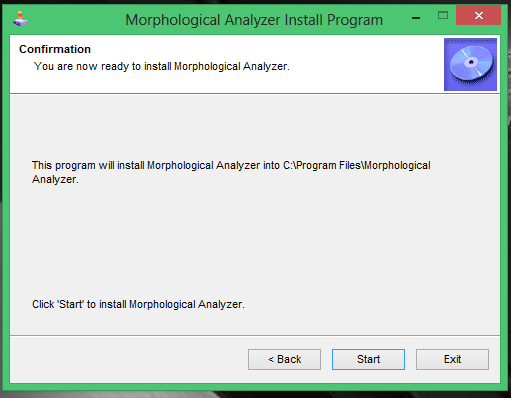 Morphological Analyzer Install Program
Confirmation
You are now ready to install Morphological Analyzer.
This program will install Morphological Analyzer into C:\Program Files\Morphological
Analyzer.
Click 'Start' to install Morphological Analyzer.
< Back
Start
Exit